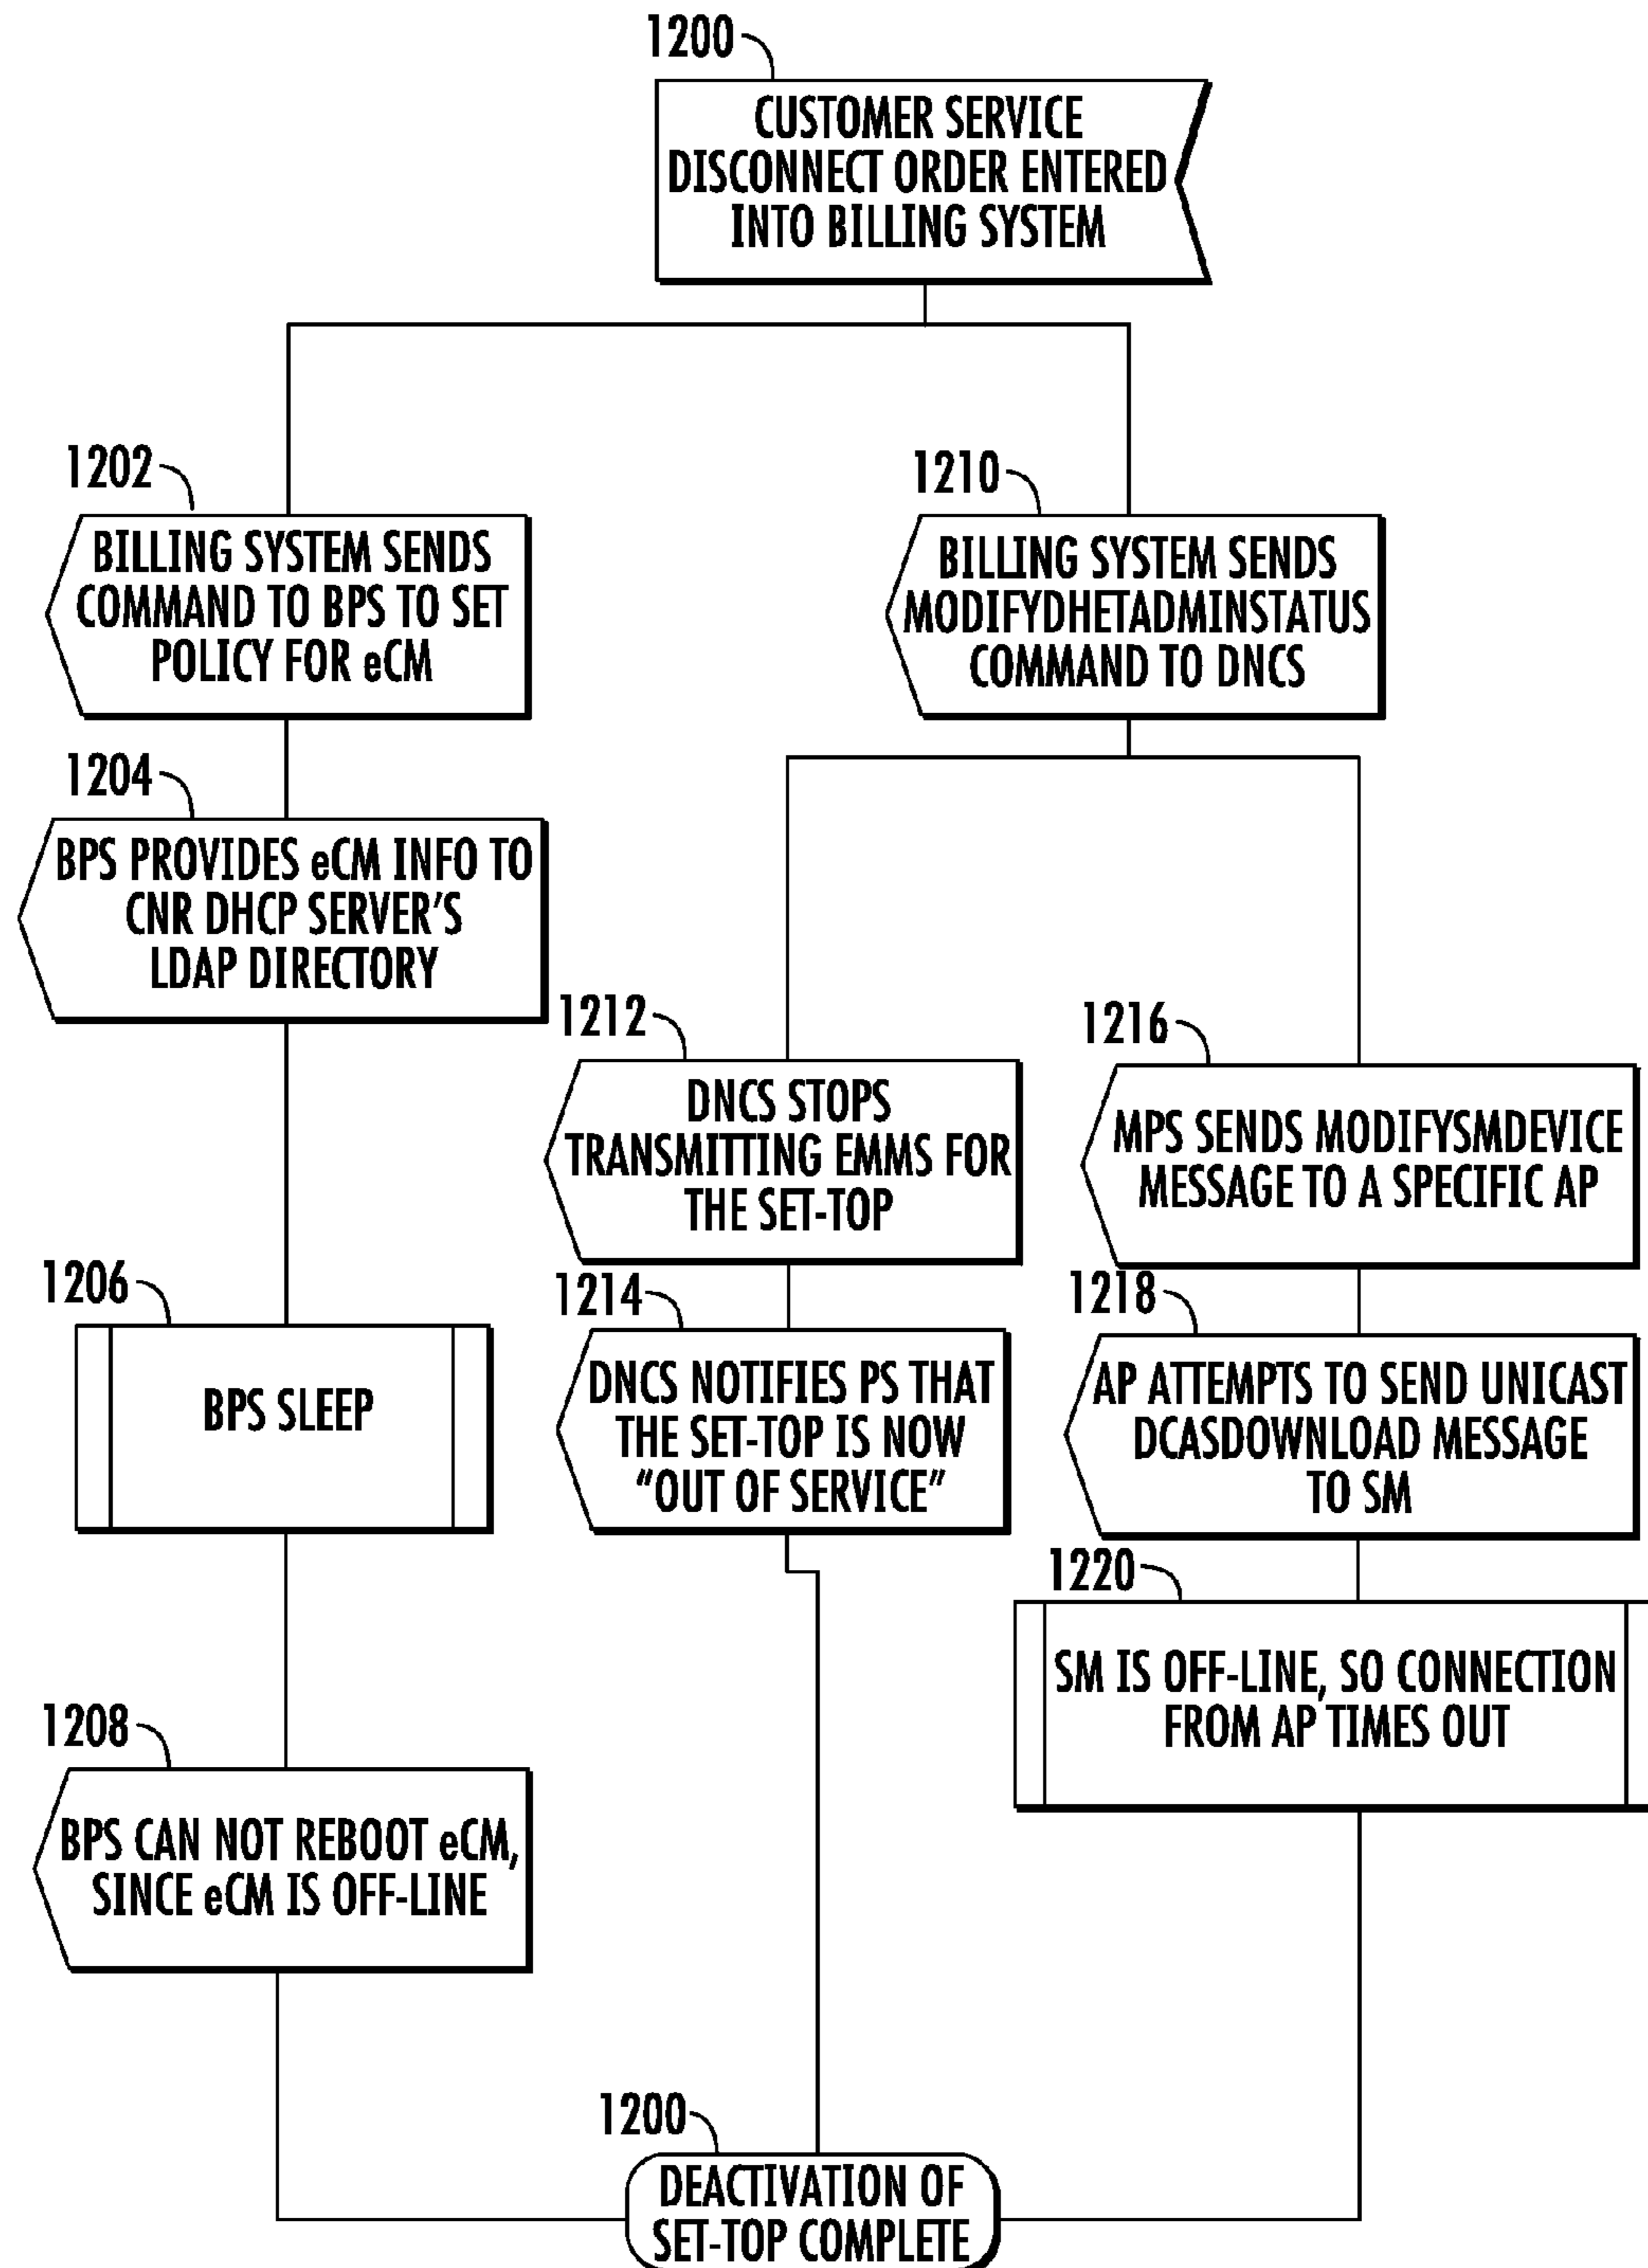 1200
CUSTOMER SERVICE
DISCONNECT ORDER ENTERED
INTO BILLING SYSTEM
1202
BILLING SYSTEM SENDS
COMMAND TO BPS TO SET
POLICY FOR eCM
1204
BPS PROVIDES eCM INFO TO
CNR DHCP SERVER'S
LDAP DIRECTORY
1206
BPS SLEEP
1208
BPS CAN NOT REBOOT eCM,
SINCE eCM IS OFF-LINE
1210
BILLING SYSTEM SENDS
MODIFYDHETADMINSTATUS
COMMAND TO DNCS
1212
DNCS STOPS
TRANSMITTING EMMS FOR
THE SET-TOP
1214
DNCS NOTIFIES PS THAT
THE SET-TOP IS NOW
"OUT OF SERVICE"
1216
MPS SENDS MODIFYSMDEVICE
MESSAGE TO A SPECIFIC AP
1218
AP ATTEMPTS TO SEND UNICAST
DCASDOWNLOAD MESSAGE
TO SM
1220
SM IS OFF-LINE, SO CONNECTION
FROM AP TIMES OUT
1200
DEACTIVATION OF
SET-TOP COMPLETE